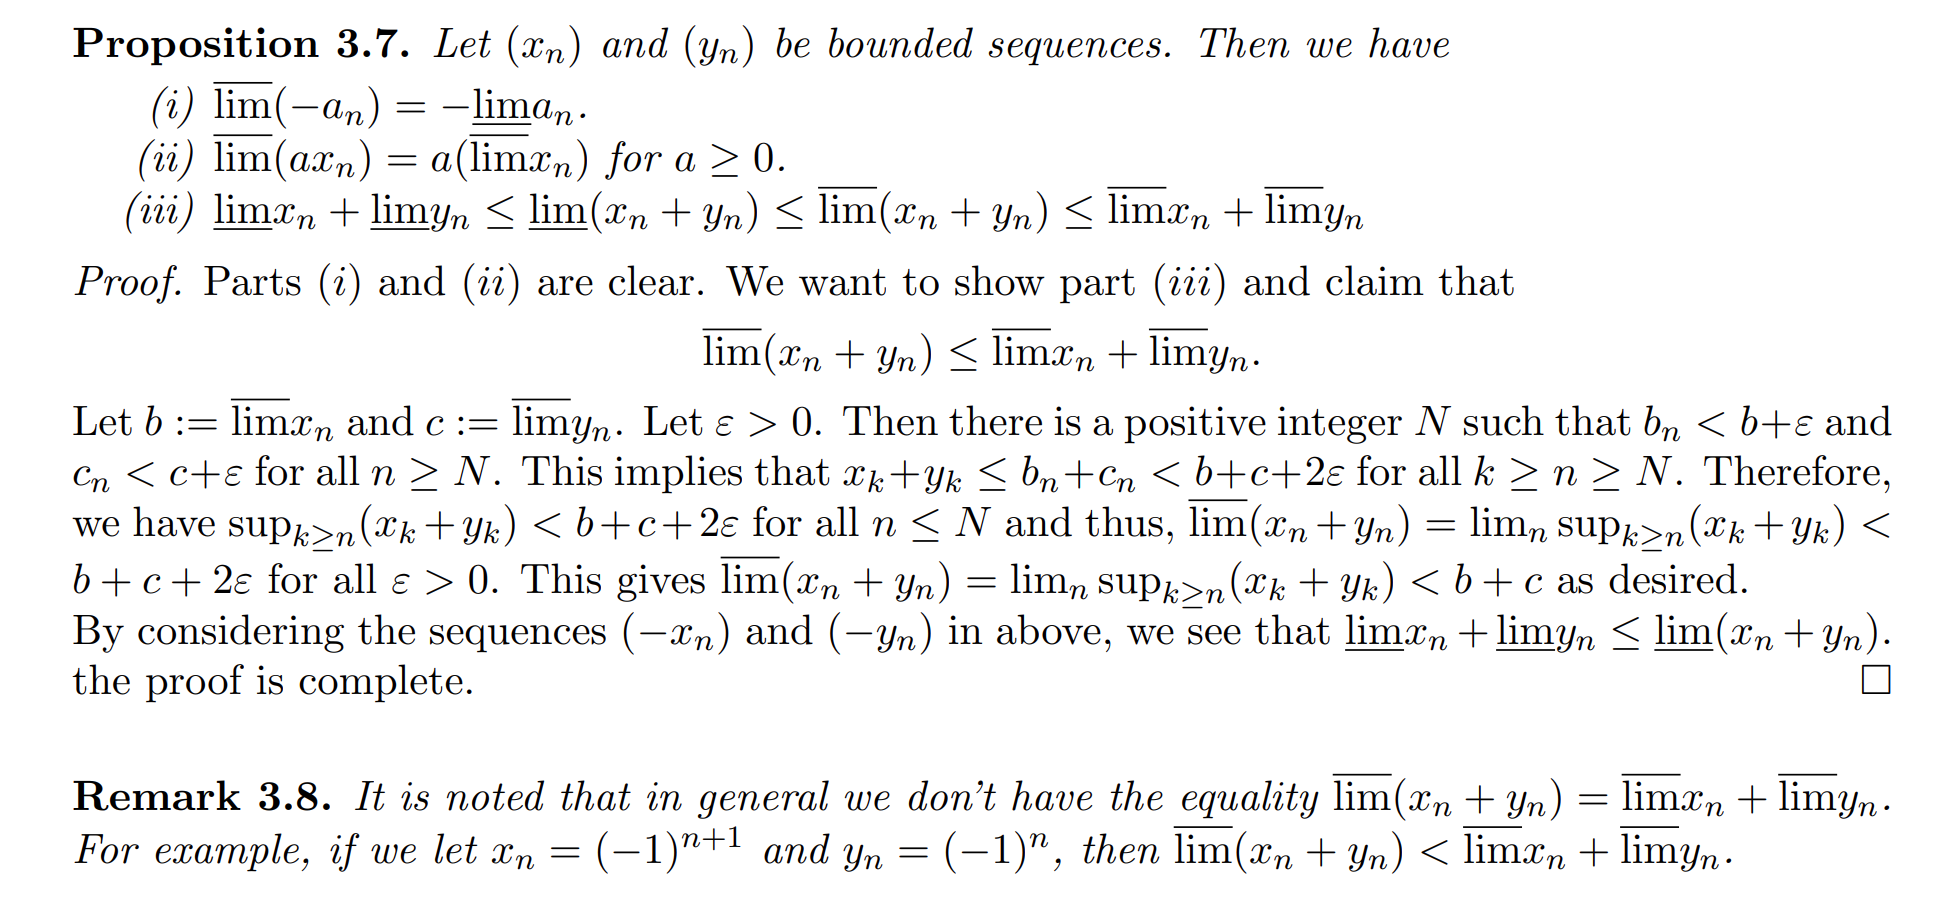 Proposition 3.7. Let (xₙ) and (yₙ) be bounded sequences. Then we have
(i) $\overline{\lim}(-a_n) = -\underline{\lim}a_n$.
(ii) $\overline{\lim}(ax_n) = a(\overline{\lim}x_n)$ for $a \geq 0$.
(iii) $\underline{\lim}x_n + \underline{\lim}y_n \leq \underline{\lim}(x_n + y_n) \leq \overline{\lim}(x_n + y_n) \leq \overline{\lim}x_n + \overline{\lim}y_n$
Proof. Parts (i) and (ii) are clear. We want to show part (iii) and claim that
$\overline{\lim}(x_n + y_n) \leq \overline{\lim}x_n + \overline{\lim}y_n.$
Let $b := \overline{\lim}x_n$ and $c := \overline{\lim}y_n$. Let $\varepsilon > 0$. Then there is a positive integer $N$ such that $b_n < b+\varepsilon$ and
$c_n < c+\varepsilon$ for all $n \geq N$. This implies that $x_k+y_k \leq b_n+c_n < b+c+2\varepsilon$ for all $k \geq n \geq N$. Therefore,
we have $\sup_{k\geq n}(x_k+y_k) < b+c+2\varepsilon$ for all $n \leq N$ and thus, $\overline{\lim}(x_n+y_n) = \lim_n \sup_{k\geq n}(x_k+y_k) <$
$b+c+2\varepsilon$ for all $\varepsilon > 0$. This gives $\overline{\lim}(x_n+y_n) = \lim_n \sup_{k\geq n}(x_k+y_k) < b+c$ as desired.
By considering the sequences $(-x_n)$ and $(-y_n)$ in above, we see that $\underline{\lim}x_n + \underline{\lim}y_n \leq \underline{\lim}(x_n+y_n)$.
the proof is complete. □
Remark 3.8. It is noted that in general we don't have the equality $\overline{\lim}(x_n+y_n) = \overline{\lim}x_n + \overline{\lim}y_n$.
For example, if we let $x_n = (-1)^{n+1}$ and $y_n = (-1)^n$, then $\overline{\lim}(x_n+y_n) < \overline{\lim}x_n + \overline{\lim}y_n$.